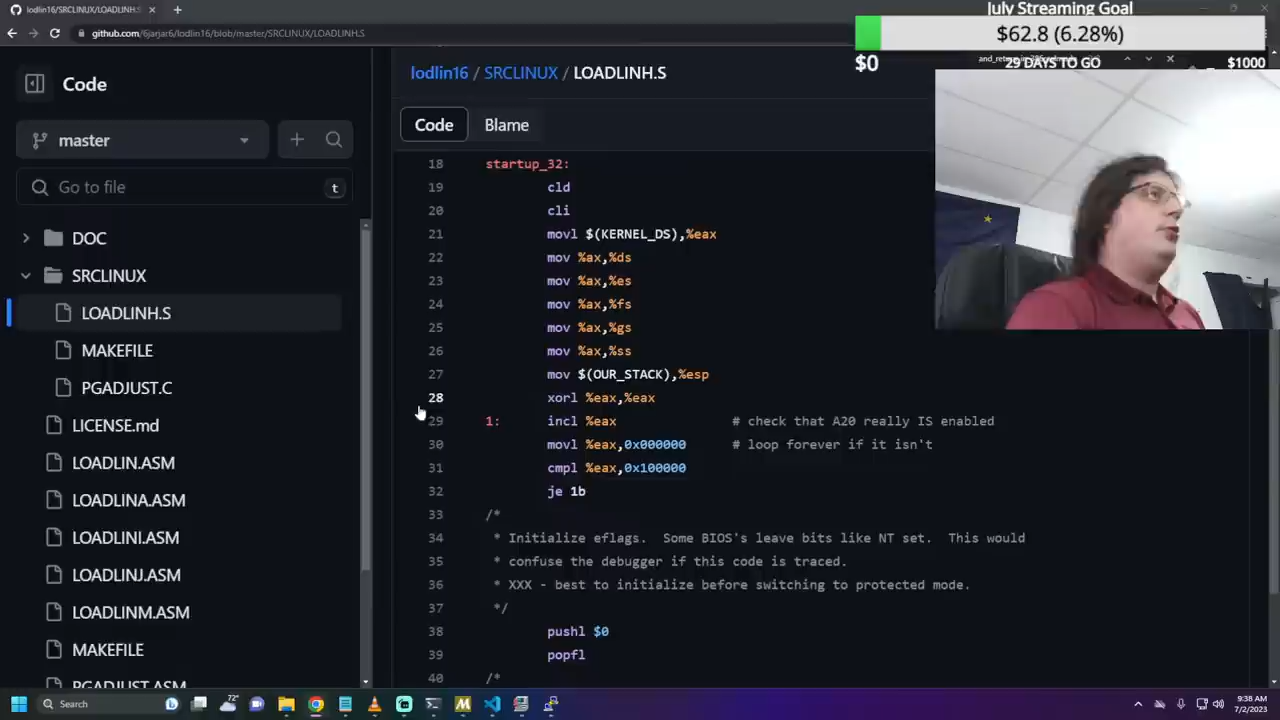 lodlin16/SRCLINUX/LOADLINH.S
github.com/6jarjar6/lodlin16/blob/master/SRCLINUX/LOADLINH.S
July Streaming Goal
$62.8 (6.28%)
$0
29 DAYS TO GO
$1000
Code
master
Go to file
t
DOC
SRCLINUX
LOADLINH.S
MAKEFILE
PGADJUST.C
LICENSE.md
LOADLIN.ASM
LOADLINA.ASM
LOADLINI.ASM
LOADLINJ.ASM
LOADLINM.ASM
MAKEFILE
PGADJUST.ASM
lodlin16 / SRCLINUX / LOADLINH.S
Code Blame
18 startup_32:
19 cld
20 cli
21 movl $(KERNEL_DS),%eax
22 mov %ax,%ds
23 mov %ax,%es
24 mov %ax,%fs
25 mov %ax,%gs
26 mov %ax,%ss
27 mov $(OUR_STACK),%esp
28 xorl %eax,%eax
29 1: incl %eax # check that A20 really IS enabled
30 movl %eax,0x000000 # loop forever if it isn't
31 cmpl %eax,0x100000
32 je 1b
33 /*
34 * Initialize eflags. Some BIOS's leave bits like NT set. This would
35 * confuse the debugger if this code is traced.
36 * XXX - best to initialize before switching to protected mode.
37 */
38 pushl $0
39 popfl
40 /*
Search
72°
9:38 AM
7/2/2023